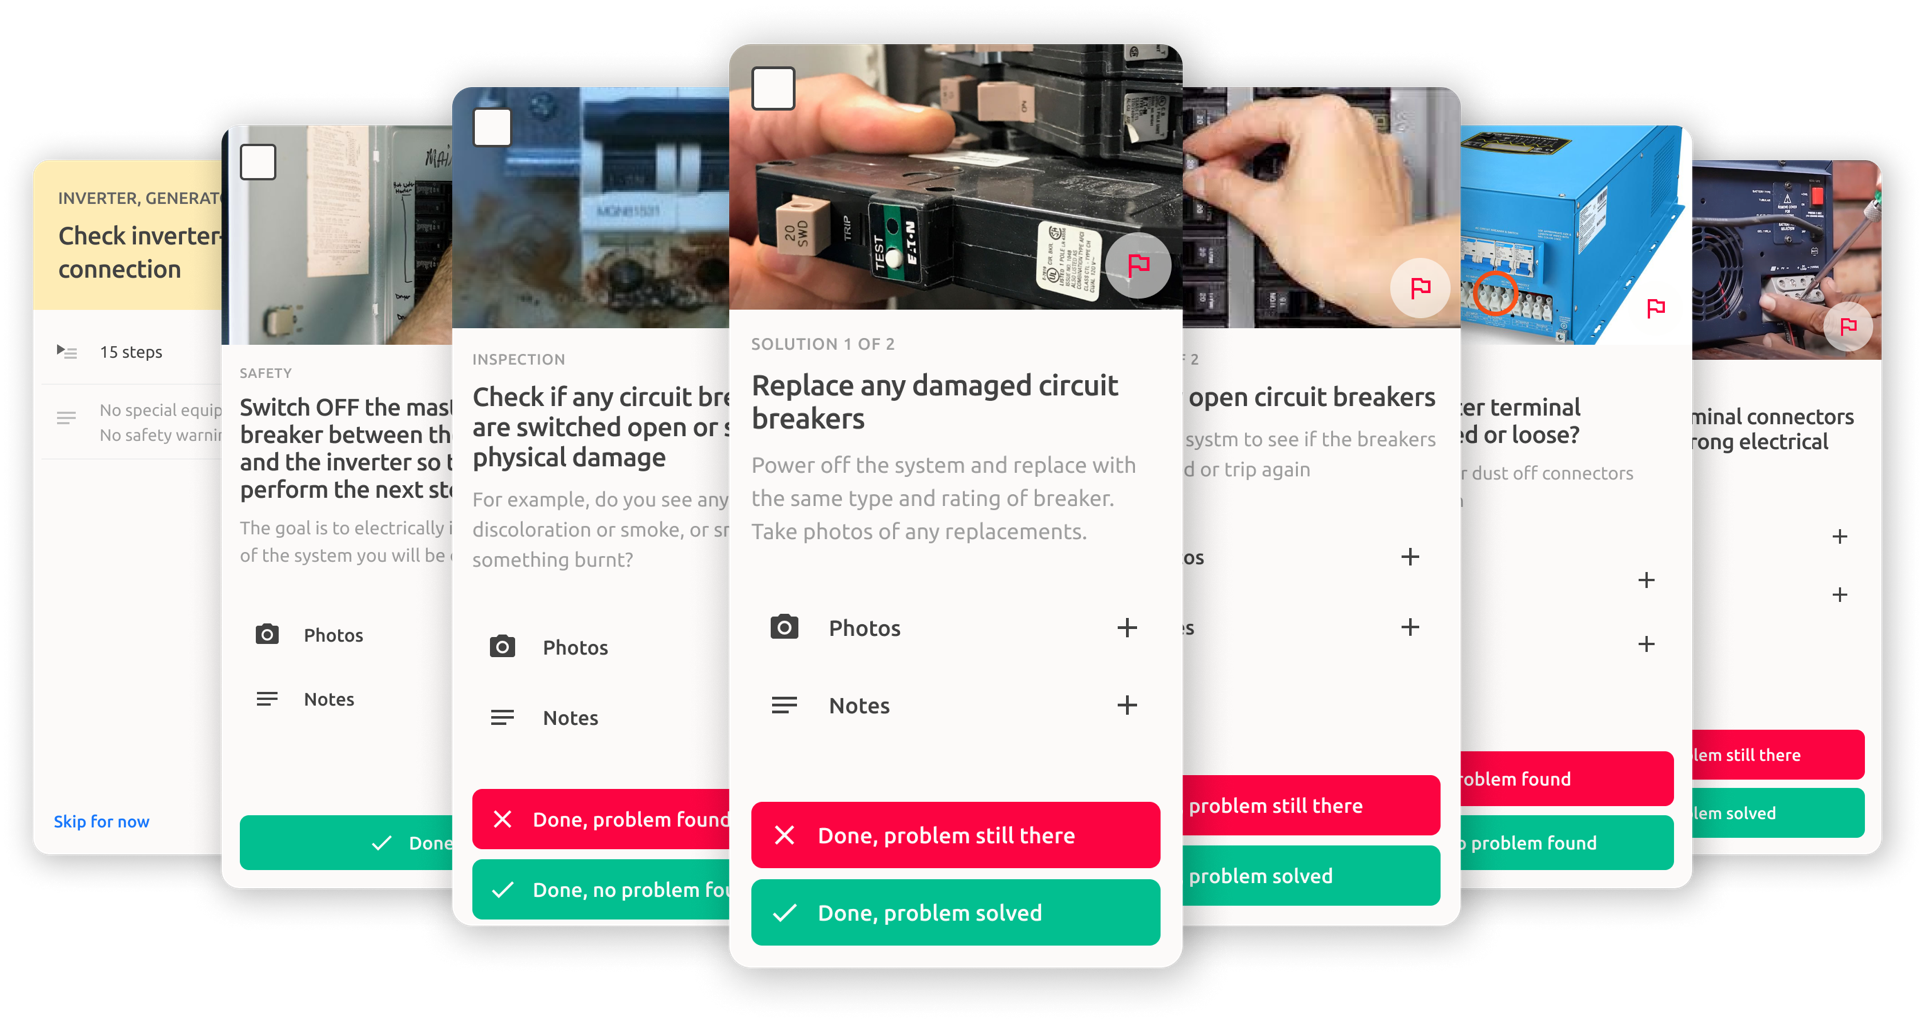 INVERTER, GENERATO
Check inverter-
connection
15 steps
No special equip
No safety warnin
Skip for now
MAI
SAFETY
Switch OFF the mast
breaker between th
and the inverter so t
perform the next ste
The goal is to electrically i
of the system you will be
Photos
Notes
Done
MGN61531
INSPECTION
Check if any circuit bre
are switched open or s
physical damage
For example, do you see any
discoloration or smoke, or sm
something burnt?
Photos
Notes
Done, problem found
Done, no problem fou
20
SWD
TRIP
TEST
EATON
SOLUTION 1 OF 2
Replace any damaged circuit
breakers
Power off the system and replace with
the same type and rating of breaker.
Take photos of any replacements.
Photos
Notes
Done, problem still there
Done, problem solved
F 2
open circuit breakers
systm to see if the breakers
d or trip again
os
es
problem still there
problem solved
er terminal
ed or loose?
r dust off connectors
roblem found
o problem found
minal connectors
rong electrical
lem still there
lem solved